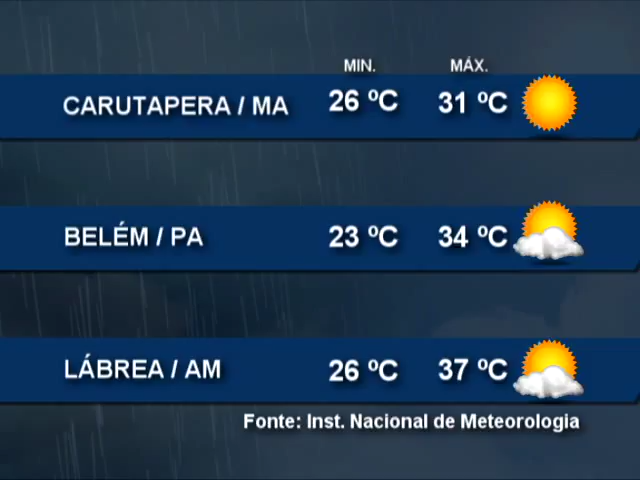 MIN. MÁX.
CARUTAPERA / MA 26 ºC 31 ºC
BELÉM / PA 23 ºC 34 ºC
LÁBREA / AM 26 ºC 37 ºC
Fonte: Inst. Nacional de Meteorologia